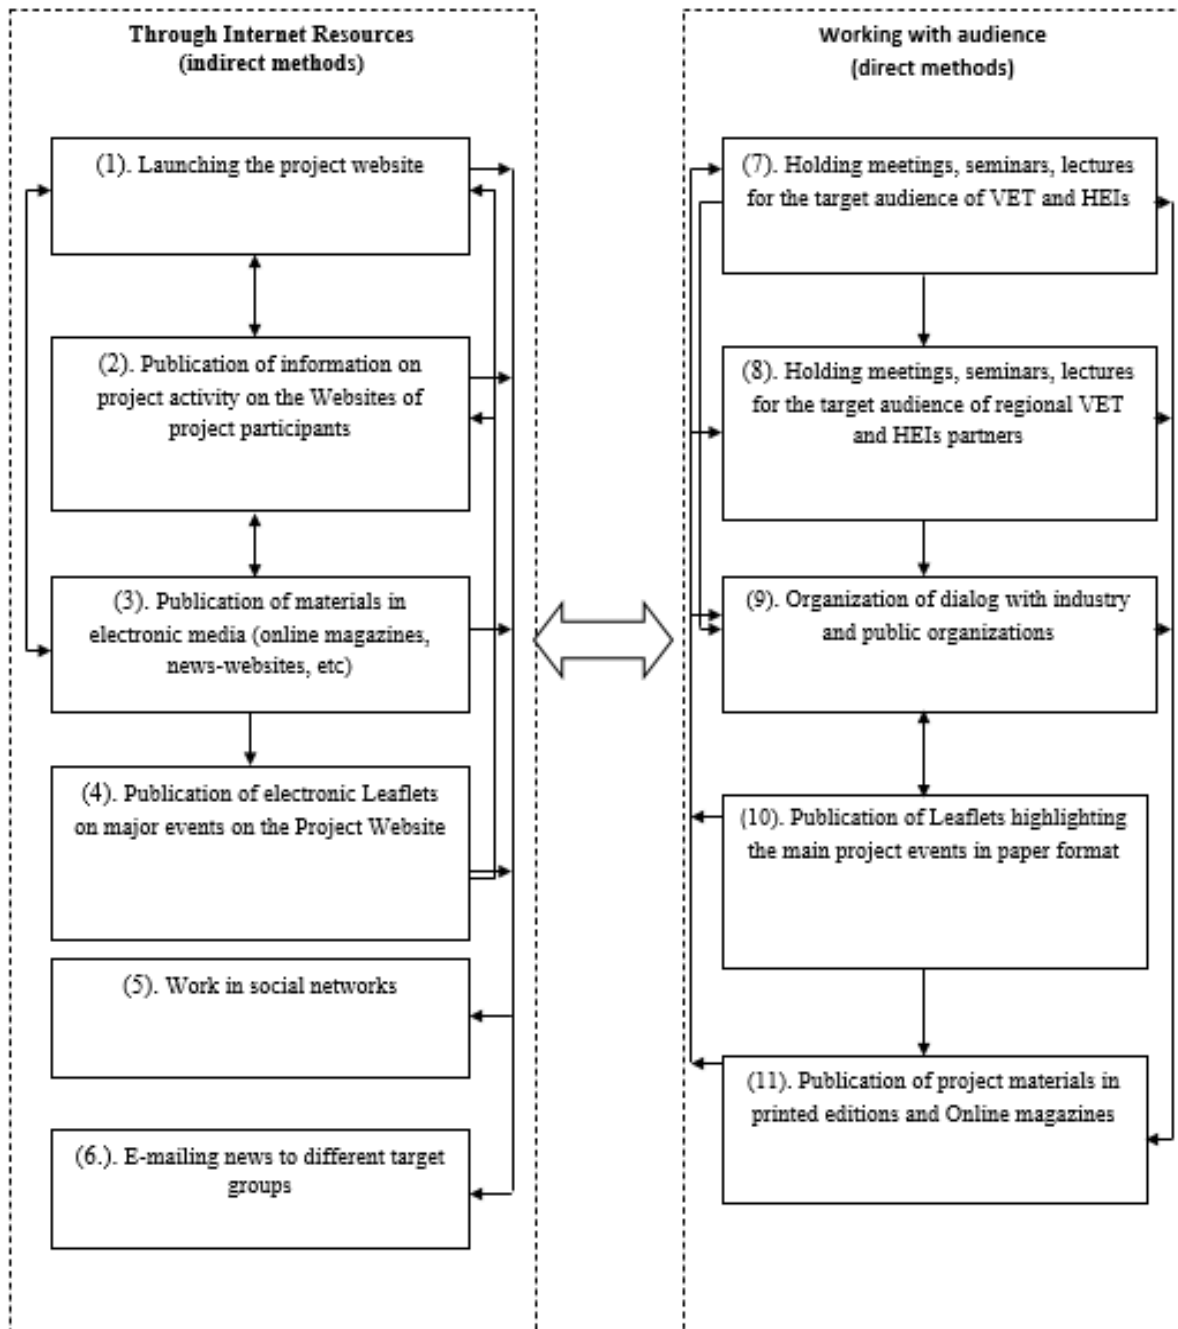 Through Internet Resources
(indirect methods)
(1). Launching the project website
(2). Publication of information on
project activity on the Websites of
project participants
(3). Publication of materials in
electronic media (online magazines,
news-websites, etc)
(4). Publication of electronic Leaflets
on major events on the Project Website
(5). Work in social networks
(6.). E-mailing news to different target
groups
Working with audience
(direct methods)
(7). Holding meetings, seminars, lectures
for the target audience of VET and HEIs
(8). Holding meetings, seminars, lectures
for the target audience of regional VET
and HEIs partners
(9). Organization of dialog with industry
and public organizations
(10). Publication of Leaflets highlighting
the main project events in paper format
(11). Publication of project materials in
printed editions and Online magazines